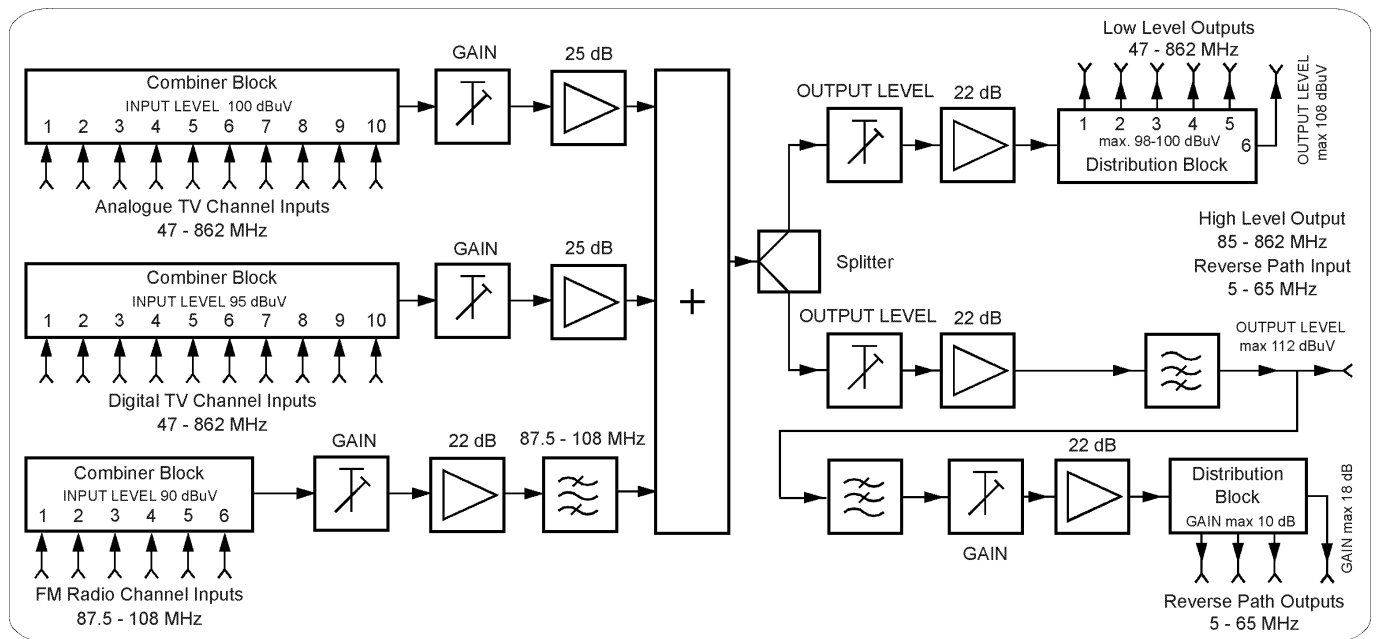 GAIN
25 dB
Combiner Block
INPUT LEVEL 100 dBuV
1 2 3 4 5 6 7 8 9 10
Analogue TV Channel Inputs
47 - 862 MHz
GAIN
25 dB
Combiner Block
INPUT LEVEL 95 dBuV
1 2 3 4 5 6 7 8 9 10
Digital TV Channel Inputs
47 - 862 MHz
GAIN
22 dB
87.5 - 108 MHz
Combiner Block
INPUT LEVEL 90 dBuV
1 2 3 4 5 6
FM Radio Channel Inputs
87.5 - 108 MHz
+
Splitter
OUTPUT LEVEL
22 dB
Low Level Outputs
47 - 862 MHz
1 2 3 4 5
max. 98-100 dBuV
6
Distribution Block
OUTPUT LEVEL
max 108 dBuV
High Level Output
85 - 862 MHz
Reverse Path Input
5 - 65 MHz
OUTPUT LEVEL
22 dB
OUTPUT LEVEL
max 112 dBuV
GAIN
22 dB
Distribution
Block
GAIN max 10 dB
GAIN max 18 dB
Reverse Path Outputs
5 - 65 MHz